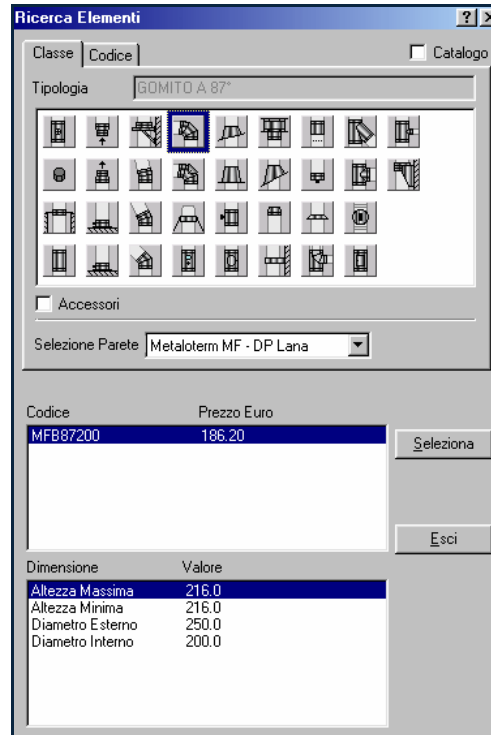 Ricerca Elementi
Classe Codice Catalogo
Tipologia GOMITO A 87°
Accessori
Selezione Parete Metaloterm MF - DP Lana
Codice Prezzo Euro
MFB87200 186.20
Seleziona
Esci
Dimensione Valore
Altezza Massima 216.0
Altezza Minima 216.0
Diametro Esterno 250.0
Diametro Interno 200.0